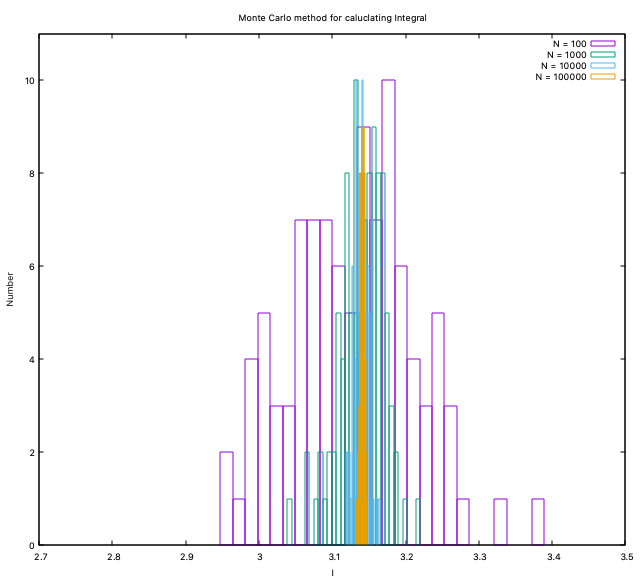 Monte Carlo method for caluclating Integral
N = 100
N = 1000
N = 10000
N = 100000
10
8
6
4
2
0
Number
2.7 2.8 2.9 3 3.1 3.2 3.3 3.4 3.5
I